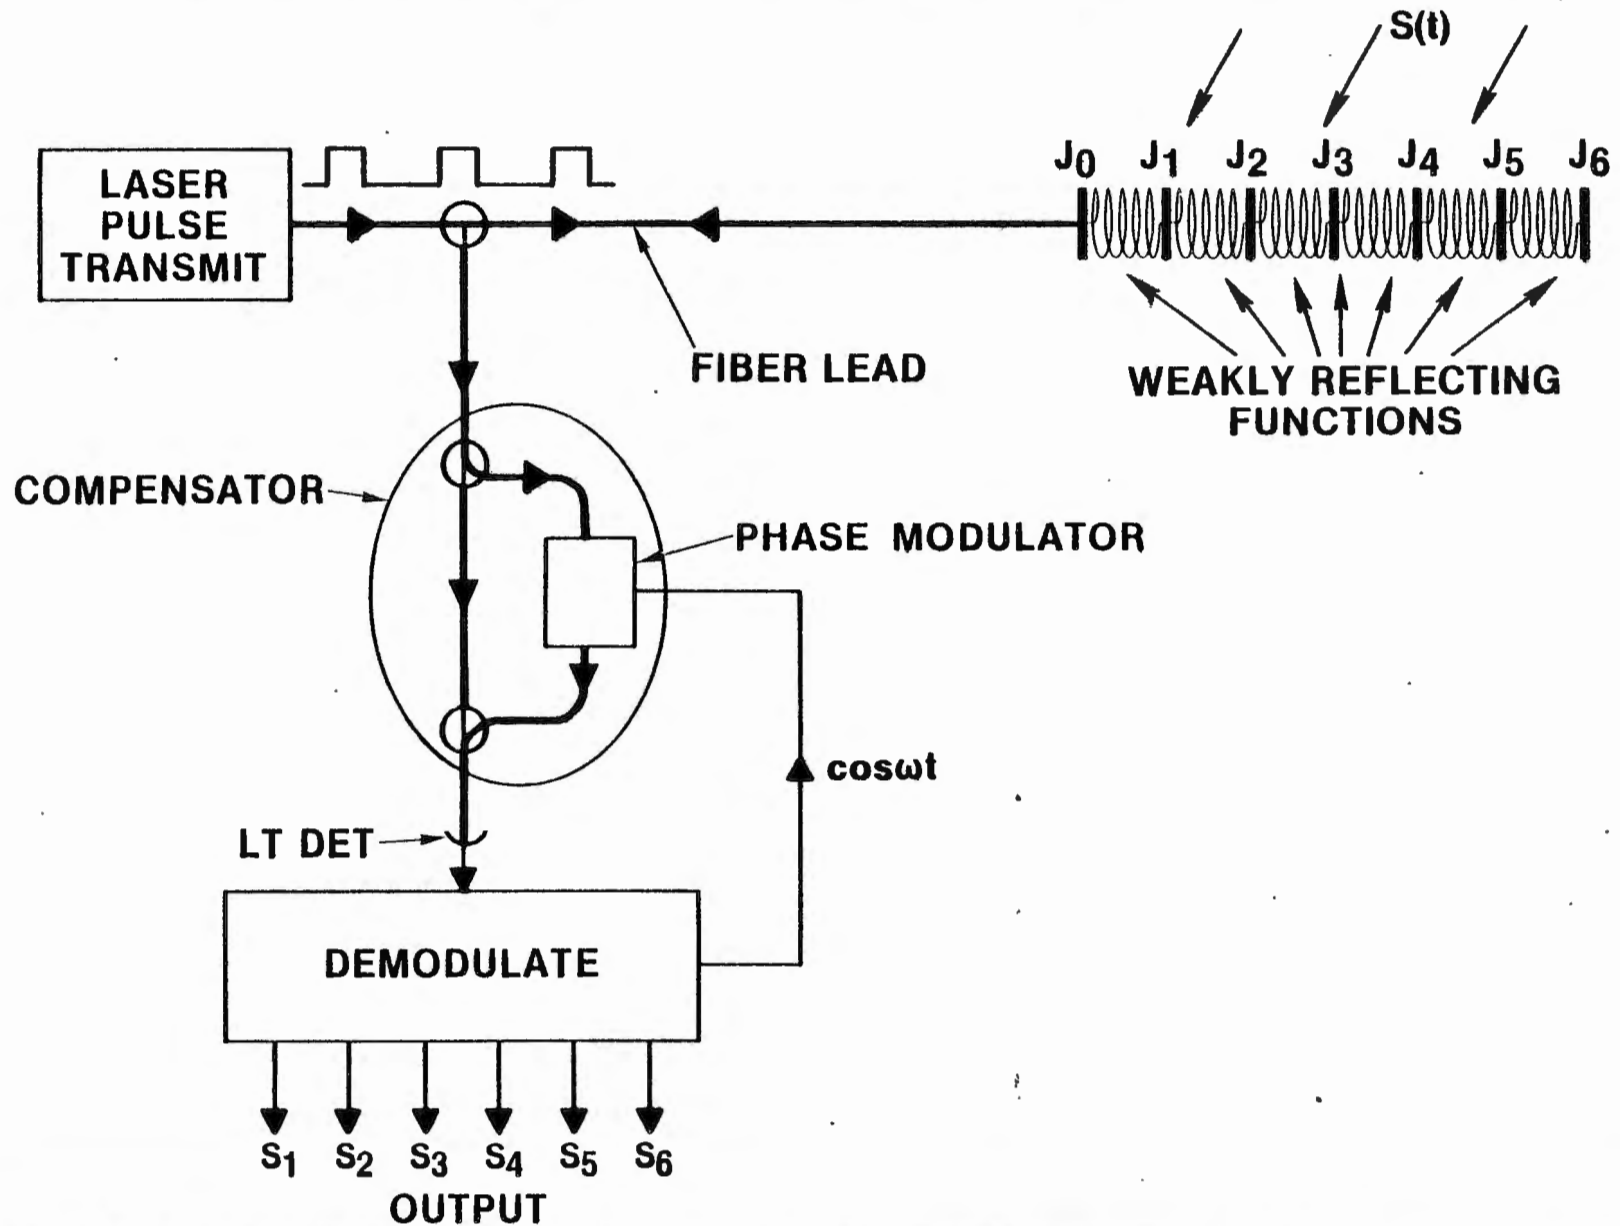 S(t)
J0 J1 J2 J3 J4 J5 J6
LASER
PULSE
TRANSMIT
FIBER LEAD
WEAKLY REFLECTING
FUNCTIONS
COMPENSATOR
PHASE MODULATOR
cosωt
LT DET
DEMODULATE
S1 S2 S3 S4 S5 S6
OUTPUT